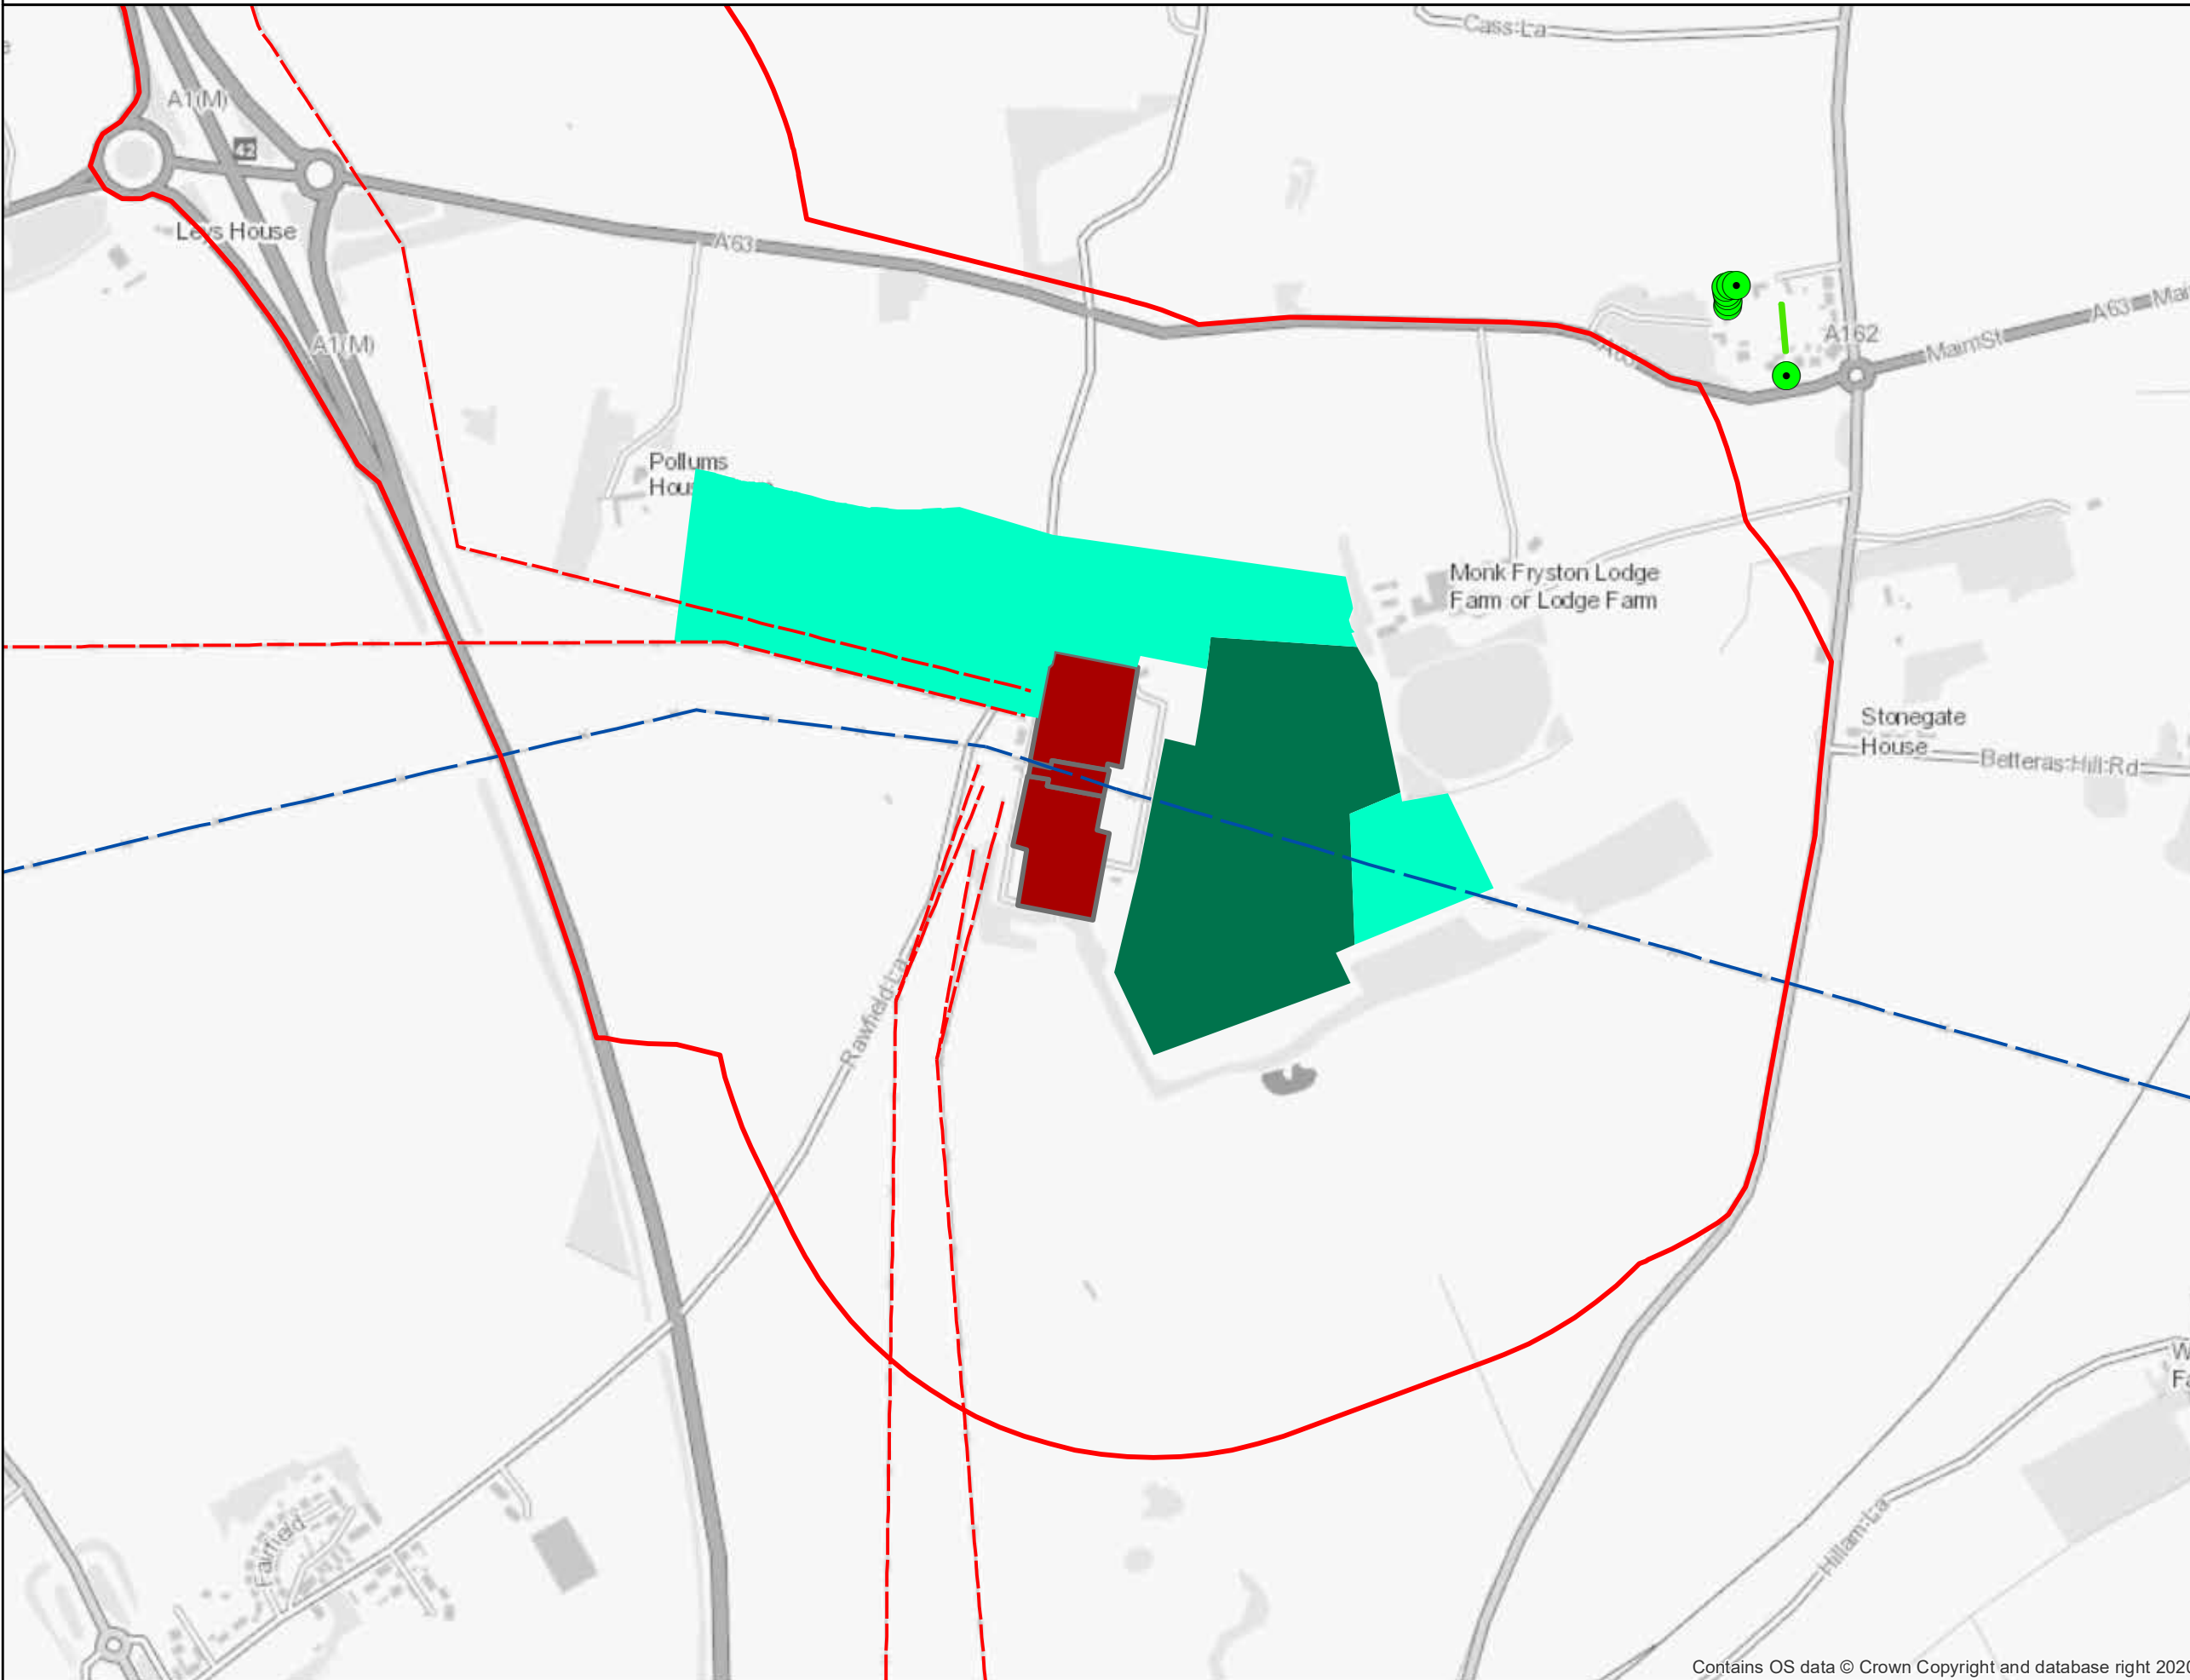 Cass La
A1(M)
42
Leys House
A63
A1(M)
A63
A162
Main St
A63
Pollums
Monk Fryston Lodge
Farm or Lodge Farm
Stonegate
House
Betteras Hill Rd
Rawfield La
Fairfield
Hillam La
Contains OS data © Crown Copyright and database right 2020